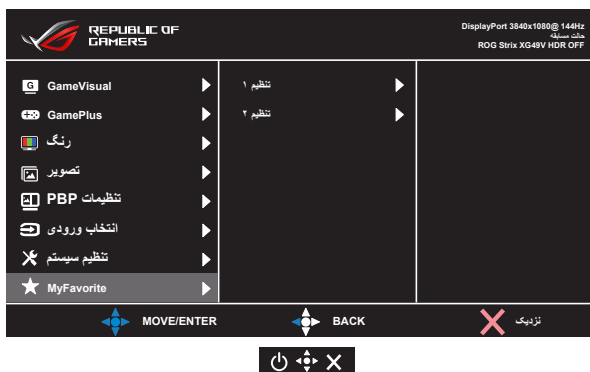 REPUBLIC OF
GAMERS
DisplayPort 3840x1080@ 144Hz
حالت مسابقه
ROG Strix XG49V HDR OFF
G GameVisual
GamePlus
رنگ
تصویر
تنظیمات PBP
انتخاب ورودی
تنظیم سیستم
MyFavorite
تنظیم ۱
تنظیم ۲
MOVE/ENTER
BACK
نزدیک